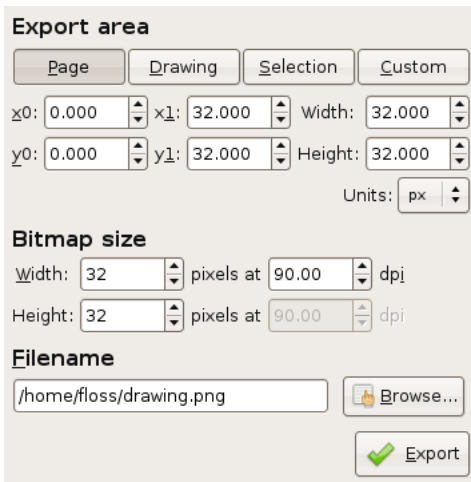 Export area
Page Drawing Selection Custom
x0: 0.000 x1: 32.000 Width: 32.000
y0: 0.000 y1: 32.000 Height: 32.000
Units: px
Bitmap size
Width: 32 pixels at 90.00 dpi
Height: 32 pixels at 90.00 dpi
Filename
/home/floss/drawing.png Browse...
Export